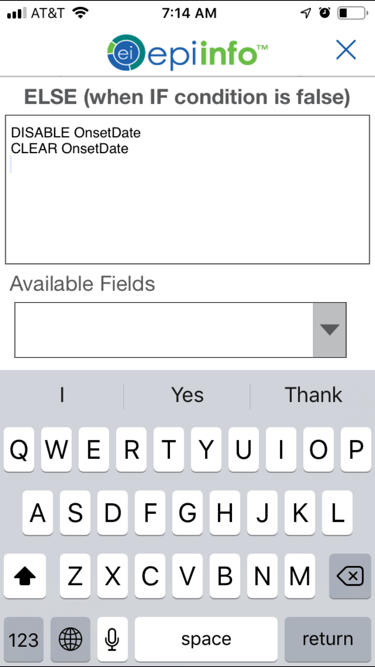 AT&T 7:14 AM
ei epiinfo™
ELSE (when IF condition is false)
DISABLE OnsetDate
CLEAR OnsetDate
Available Fields
I Yes Thank
Q W E R T Y U I O P
A S D F G H J K L
Z X C V B N M
123 space return